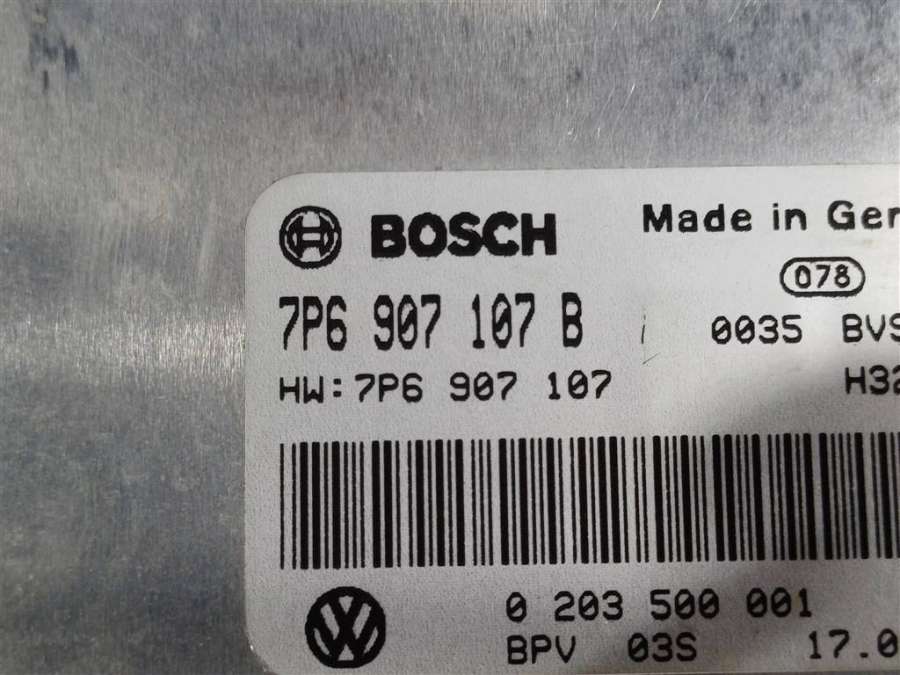 BOSCH Made in Ger
078
7P6 907 107 B 0035 BVS
HW:7P6 907 107 H32
0 203 500 001
BPV 03S 17.0